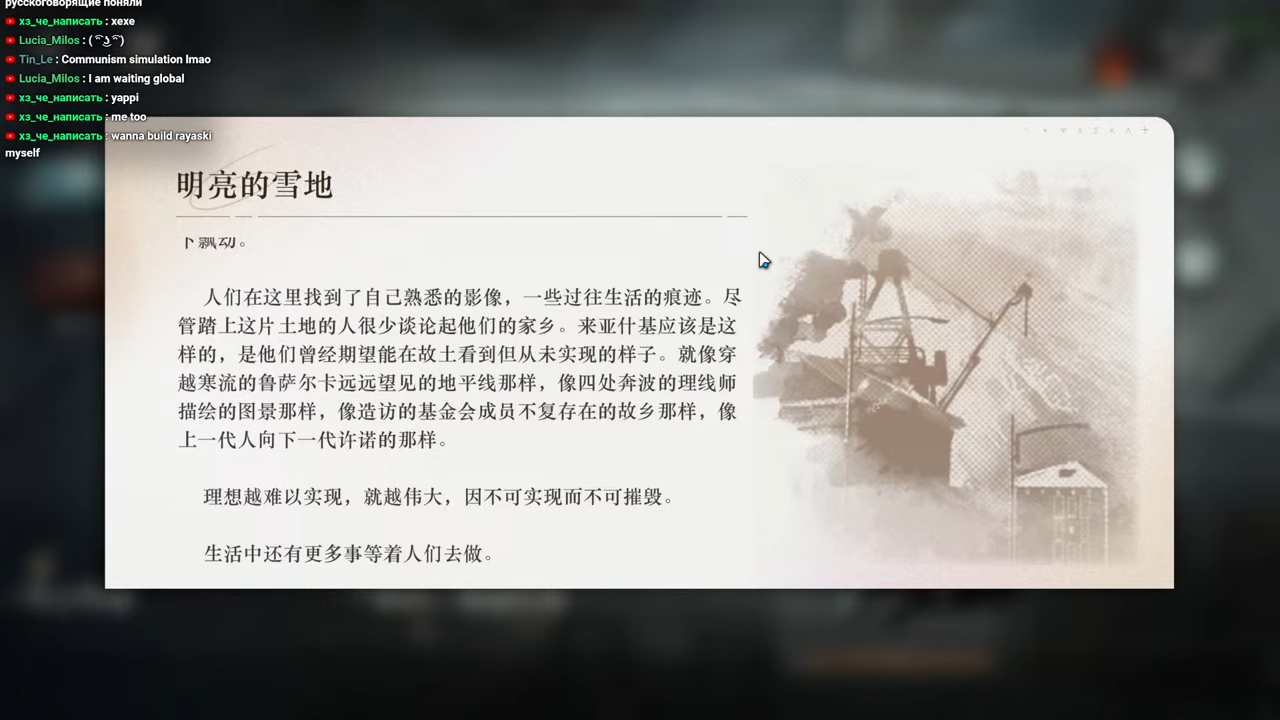 русскоговорящие поняли
хз_че_написать : хехе
Lucia_Milos : ( ͡° ͜ʖ ͡°)
Tin_Le : Communism simulation lmao
Lucia_Milos : I am waiting global
хз_че_написать : yappi
хз_че_написать : me too
хз_че_написать : wanna build rayaski
myself
明亮的雪地
下飘动。
人们在这里找到了自己熟悉的影像，一些过往生活的痕迹。尽
管踏上这片土地的人很少谈论起他们的家乡。来亚什基应该是这
样的，是他们曾经期望能在故土看到但从未实现的样子。就像穿
越寒流的鲁萨尔卡远远望见的地平线那样，像四处奔波的理线师
描绘的图景那样，像造访的基金会成员不复存在的故乡那样，像
上一代人向下一代许诺的那样。
理想越难以实现，就越伟大，因不可实现而不可摧毁。
生活中还有更多事等着人们去做。